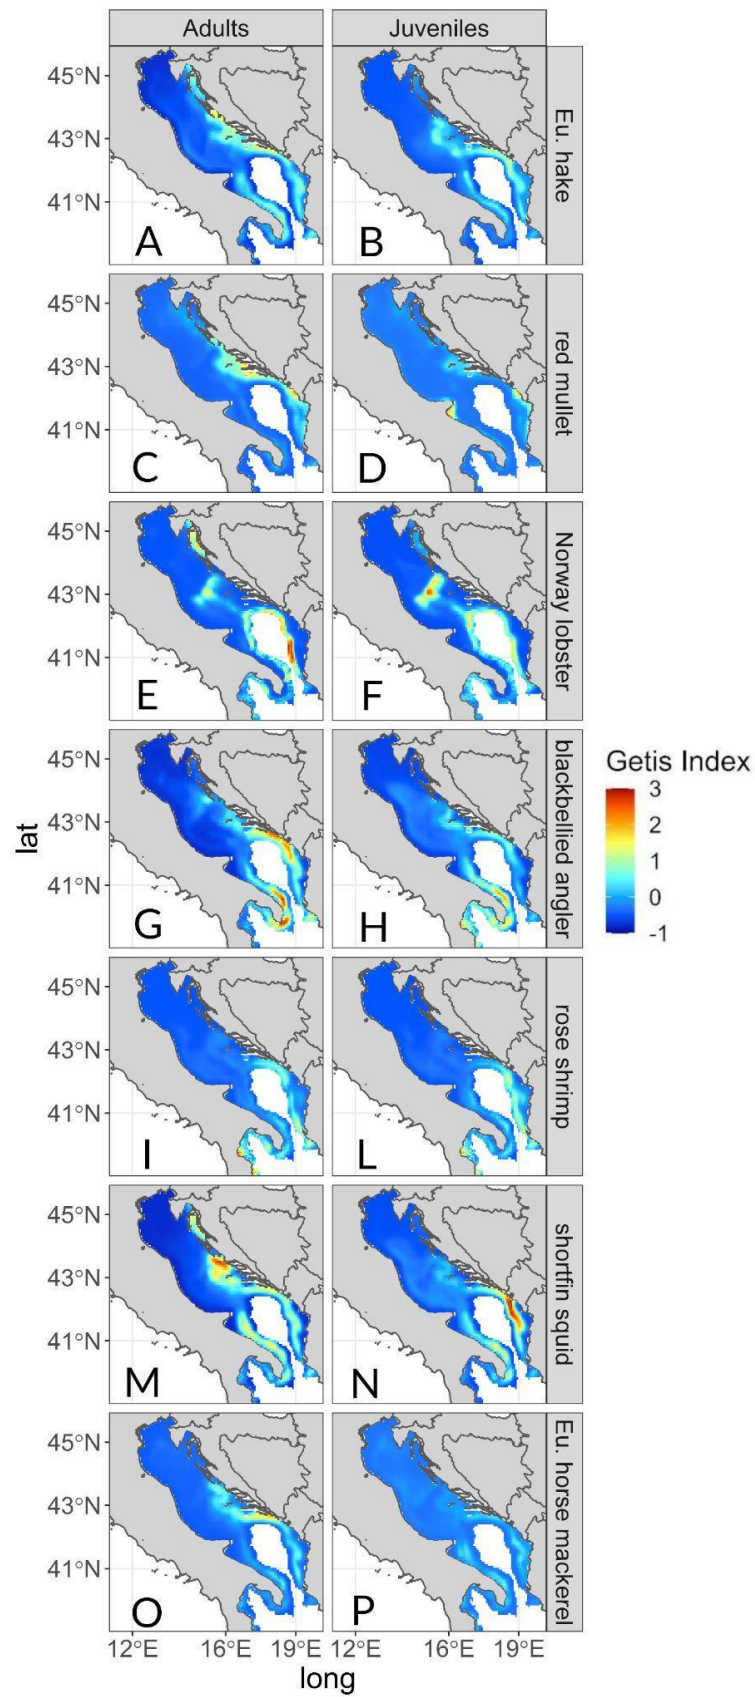 Adults Juveniles
45°N
43°N
41°N
A B
Eu. hake
45°N
43°N
41°N
C D
red mullet
45°N
43°N
41°N
E F
Norway lobster
45°N
43°N
41°N
G H
blackbellied angler
45°N
43°N
41°N
I L
rose shrimp
45°N
43°N
41°N
M N
shortfin squid
45°N
43°N
41°N
O P
Eu. horse mackerel
12°E 16°E 19°E 12°E 16°E 19°E
long
lat
Getis Index
3
2
1
0
-1